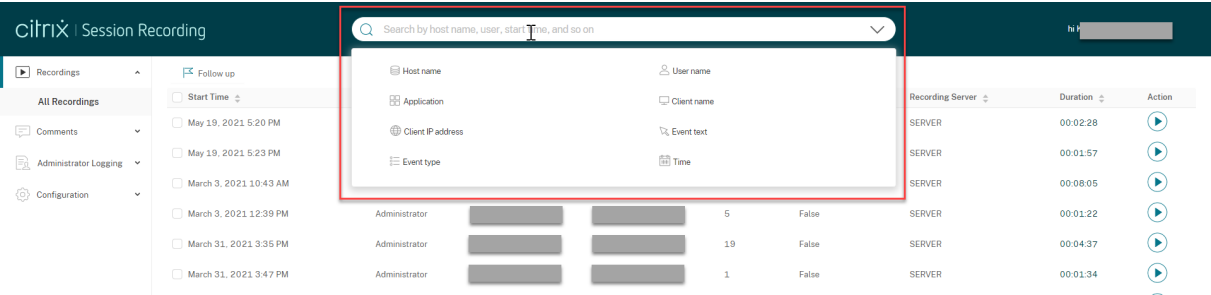 citrix | Session Recording
Search by host name, user, start time, and so on
hi
Recordings
Follow up
Host name
User name
All Recordings
Start Time
Application
Client name
Recording Server
Duration
Action
Comments
May 19, 2021 5:20 PM
Client IP address
Event text
SERVER
00:02:28
Administrator Logging
May 19, 2021 5:23 PM
Event type
Time
SERVER
00:01:57
Configuration
March 3, 2021 10:43 AM
SERVER
00:08:05
March 3, 2021 12:39 PM
Administrator
5
False
SERVER
00:01:22
March 31, 2021 3:35 PM
Administrator
19
False
SERVER
00:04:37
March 31, 2021 3:47 PM
Administrator
1
False
SERVER
00:01:34